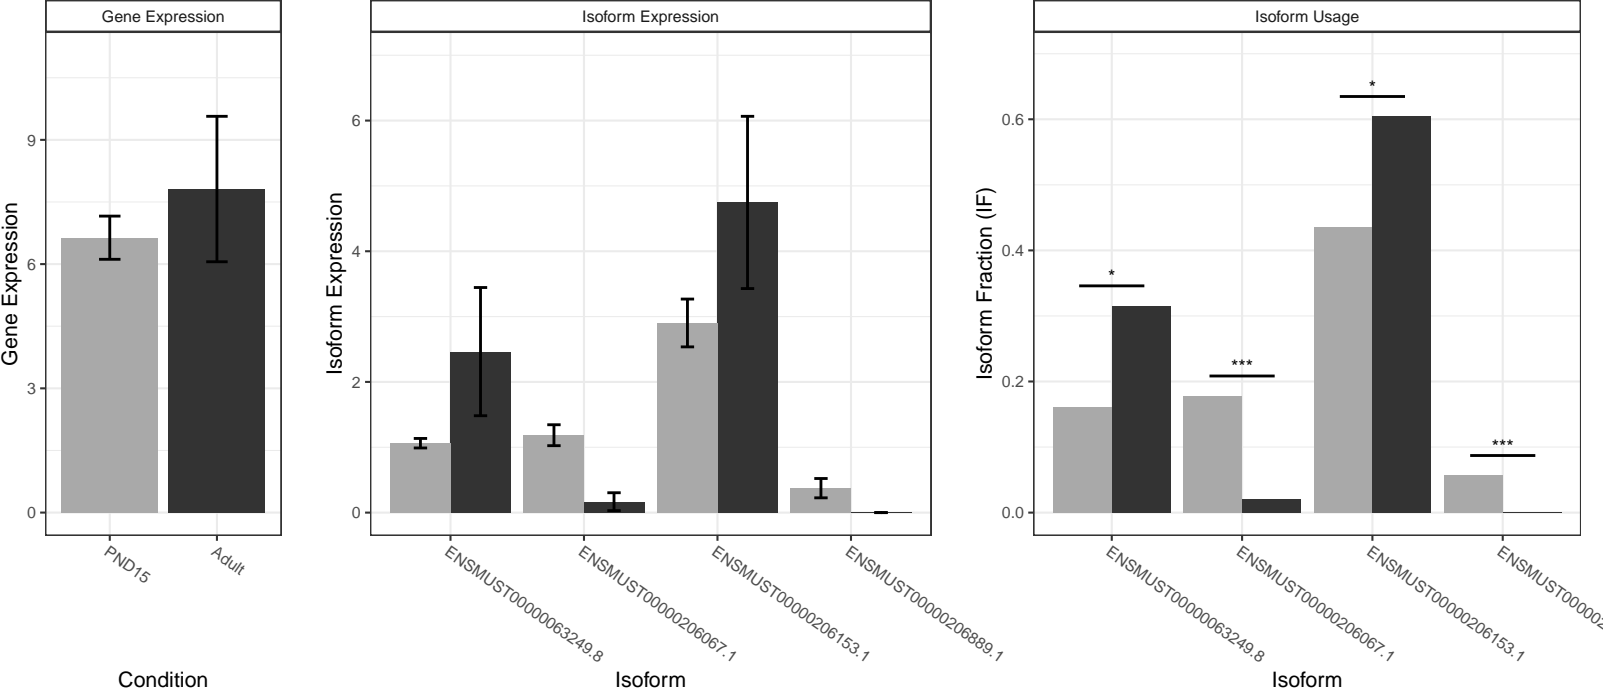 Gene Expression
Isoform Expression
Isoform Usage
Gene Expression
9
6
3
0
PND15
Adult
Condition
Isoform Expression
6
4
2
0
ENSMUST00000063249.8
ENSMUST00000206067.1
ENSMUST00000206153.1
ENSMUST00000206889.1
Isoform
Isoform Fraction (IF)
0.6
0.4
0.2
0.0
*
***
*
***
ENSMUST00000063249.8
ENSMUST00000206067.1
ENSMUST00000206153.1
ENSMUST000002
Isoform